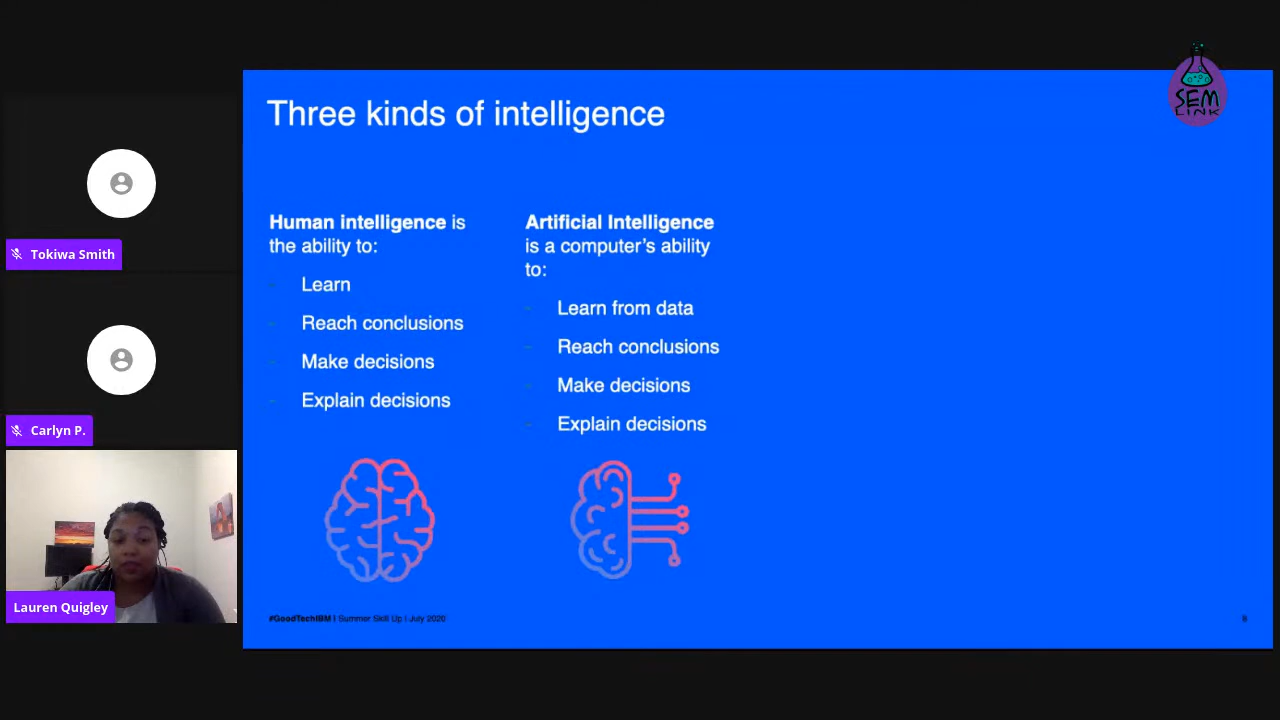 Three kinds of intelligence
SEM
LINK
Human intelligence is
the ability to:
- Learn
- Reach conclusions
- Make decisions
- Explain decisions
Artificial Intelligence
is a computer's ability
to:
- Learn from data
- Reach conclusions
- Make decisions
- Explain decisions
Tokiwa Smith
Carlyn P.
Lauren Quigley
#GoodTechIBM | Summer Skill Up | July 2020